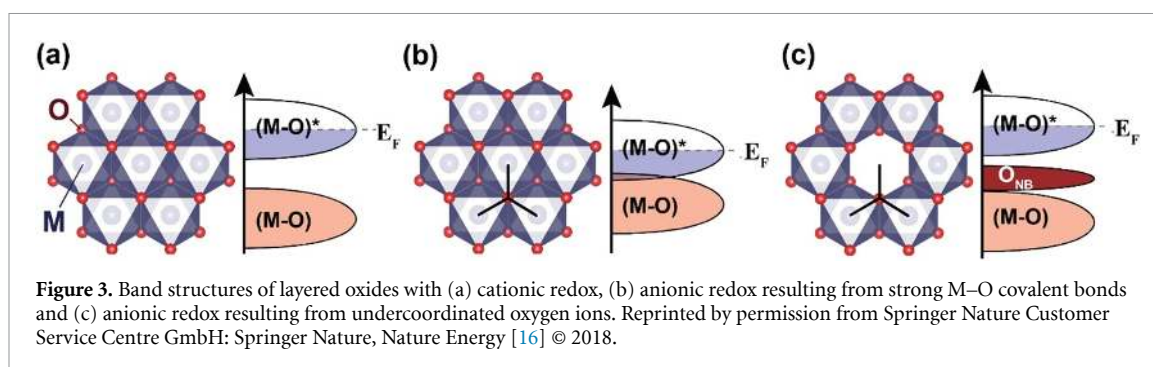 (a) (b) (c)
O
M
(M-O)*
E_F
(M-O)
(M-O)*
E_F
(M-O)
(M-O)*
E_F
O_NB
(M-O)
Figure 3. Band structures of layered oxides with (a) cationic redox, (b) anionic redox resulting from strong M–O covalent bonds
and (c) anionic redox resulting from undercoordinated oxygen ions. Reprinted by permission from Springer Nature Customer
Service Centre GmbH: Springer Nature, Nature Energy [16] © 2018.